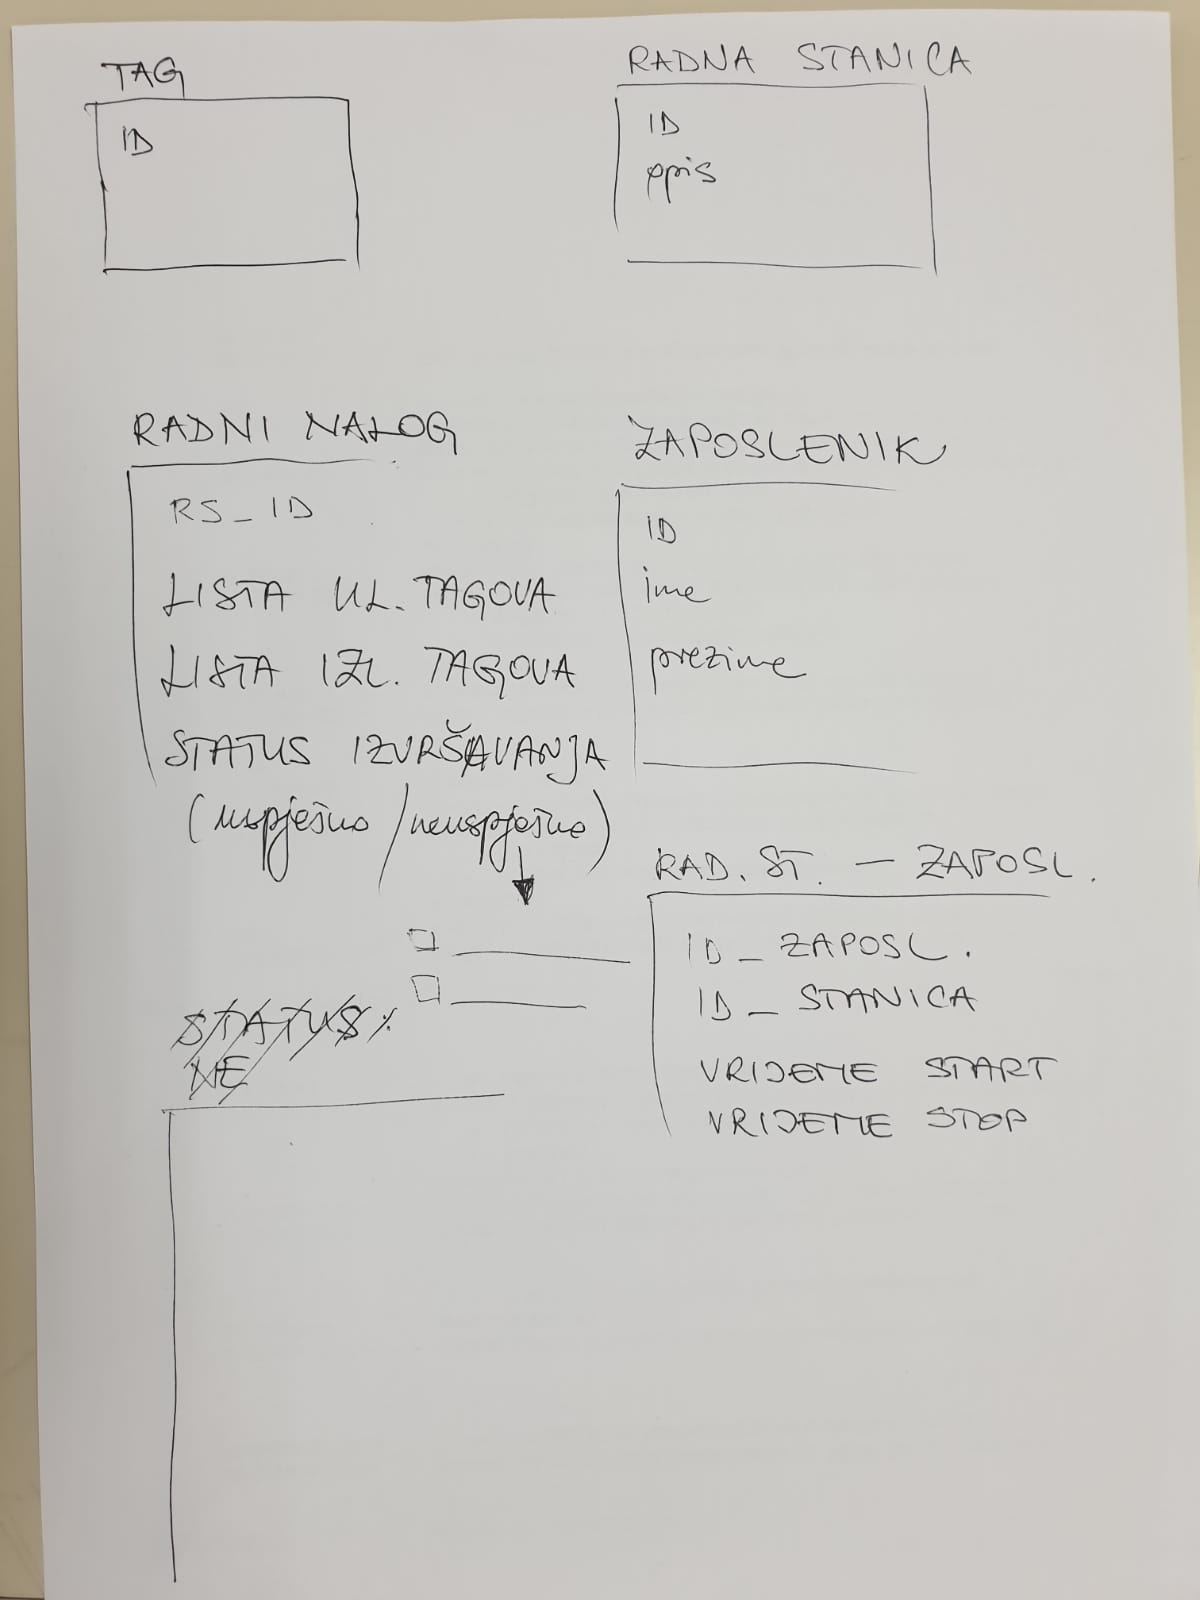 TAG
ID
RADNA STANICA
ID
opis
RADNI NALOG
RS_ID
LISTA UL. TAGOVA
LISTA IZL. TAGOVA
STATUS IZVRŠAVANJA
(uspješno / neuspješno)
ZAPOSLENIK
ID
ime
prezime
RAD. ST. — ZAPOSL.
ID_ZAPOSL.
ID_STANICA
VRIJEME START
VRIJEME STOP
STATUS
NE